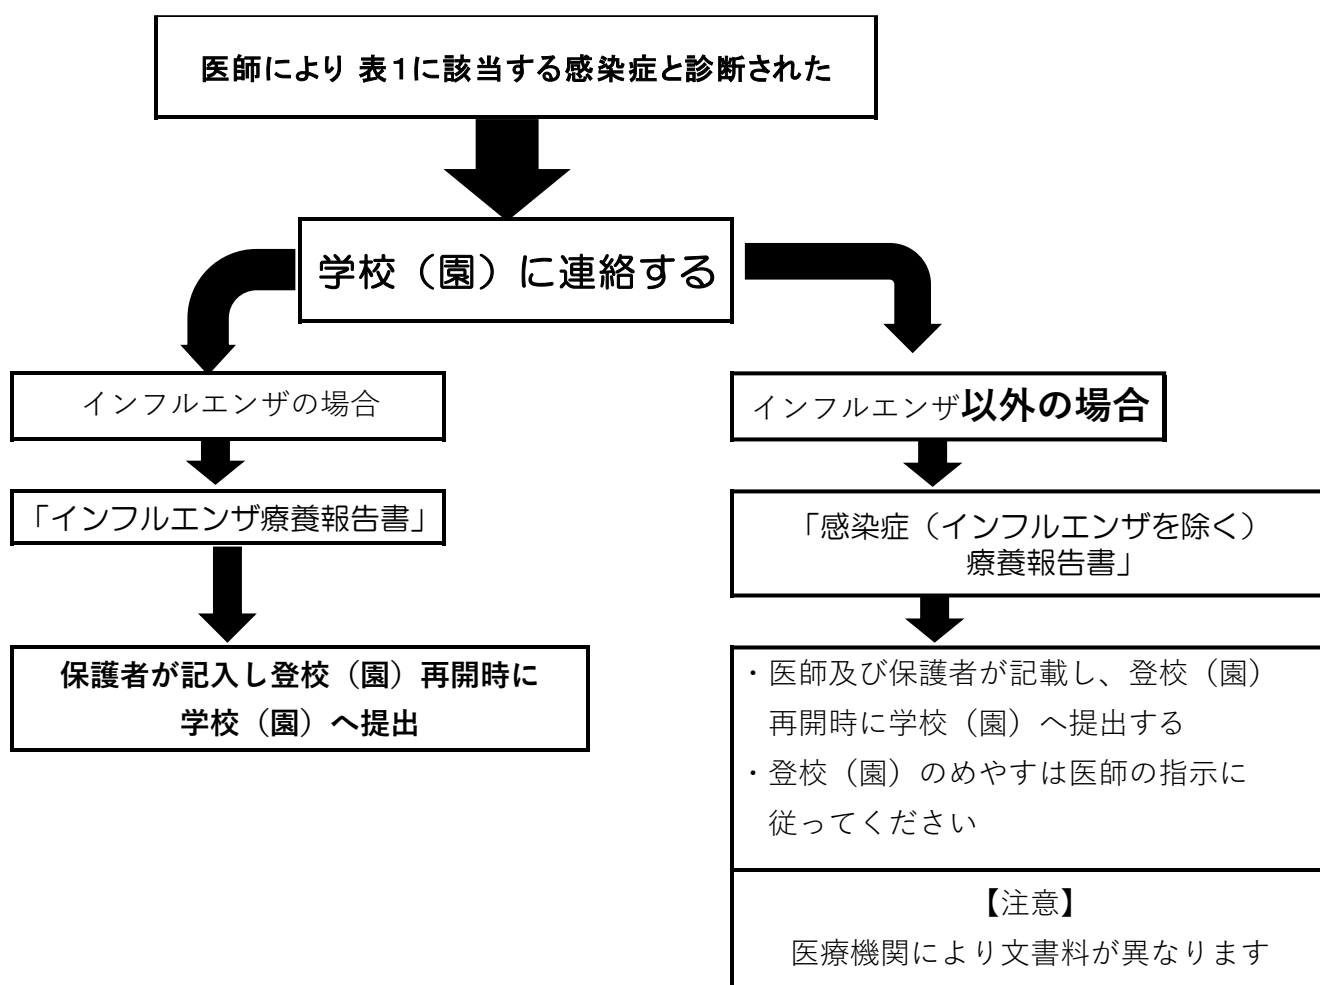 医師により 表1に該当する感染症と診断された
学校（園）に連絡する
インフルエンザの場合
「インフルエンザ療養報告書」
保護者が記入し登校（園）再開時に
学校（園）へ提出
インフルエンザ以外の場合
「感染症（インフルエンザを除く）
療養報告書」
・医師及び保護者が記載し、登校（園）
再開時に学校（園）へ提出する
・登校（園）のめやすは医師の指示に
従ってください
【注意】
医療機関により文書料が異なります